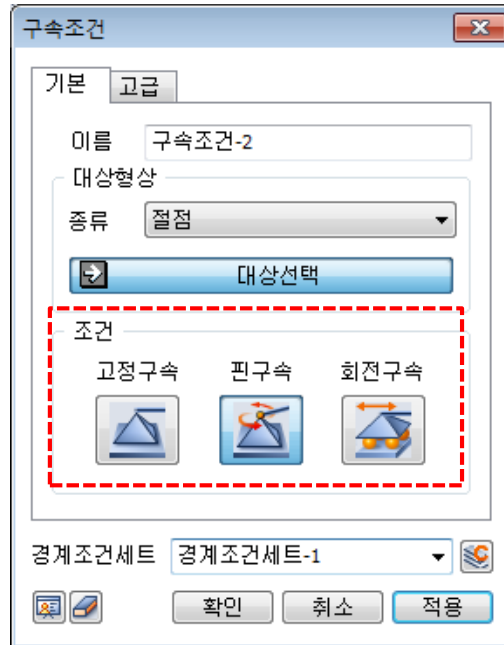 구속조건
기본 고급
이름 구속조건-2
대상형상
종류 절점
대상선택
조건
고정구속 핀구속 회전구속
경계조건세트 경계조건세트-1
확인 취소 적용